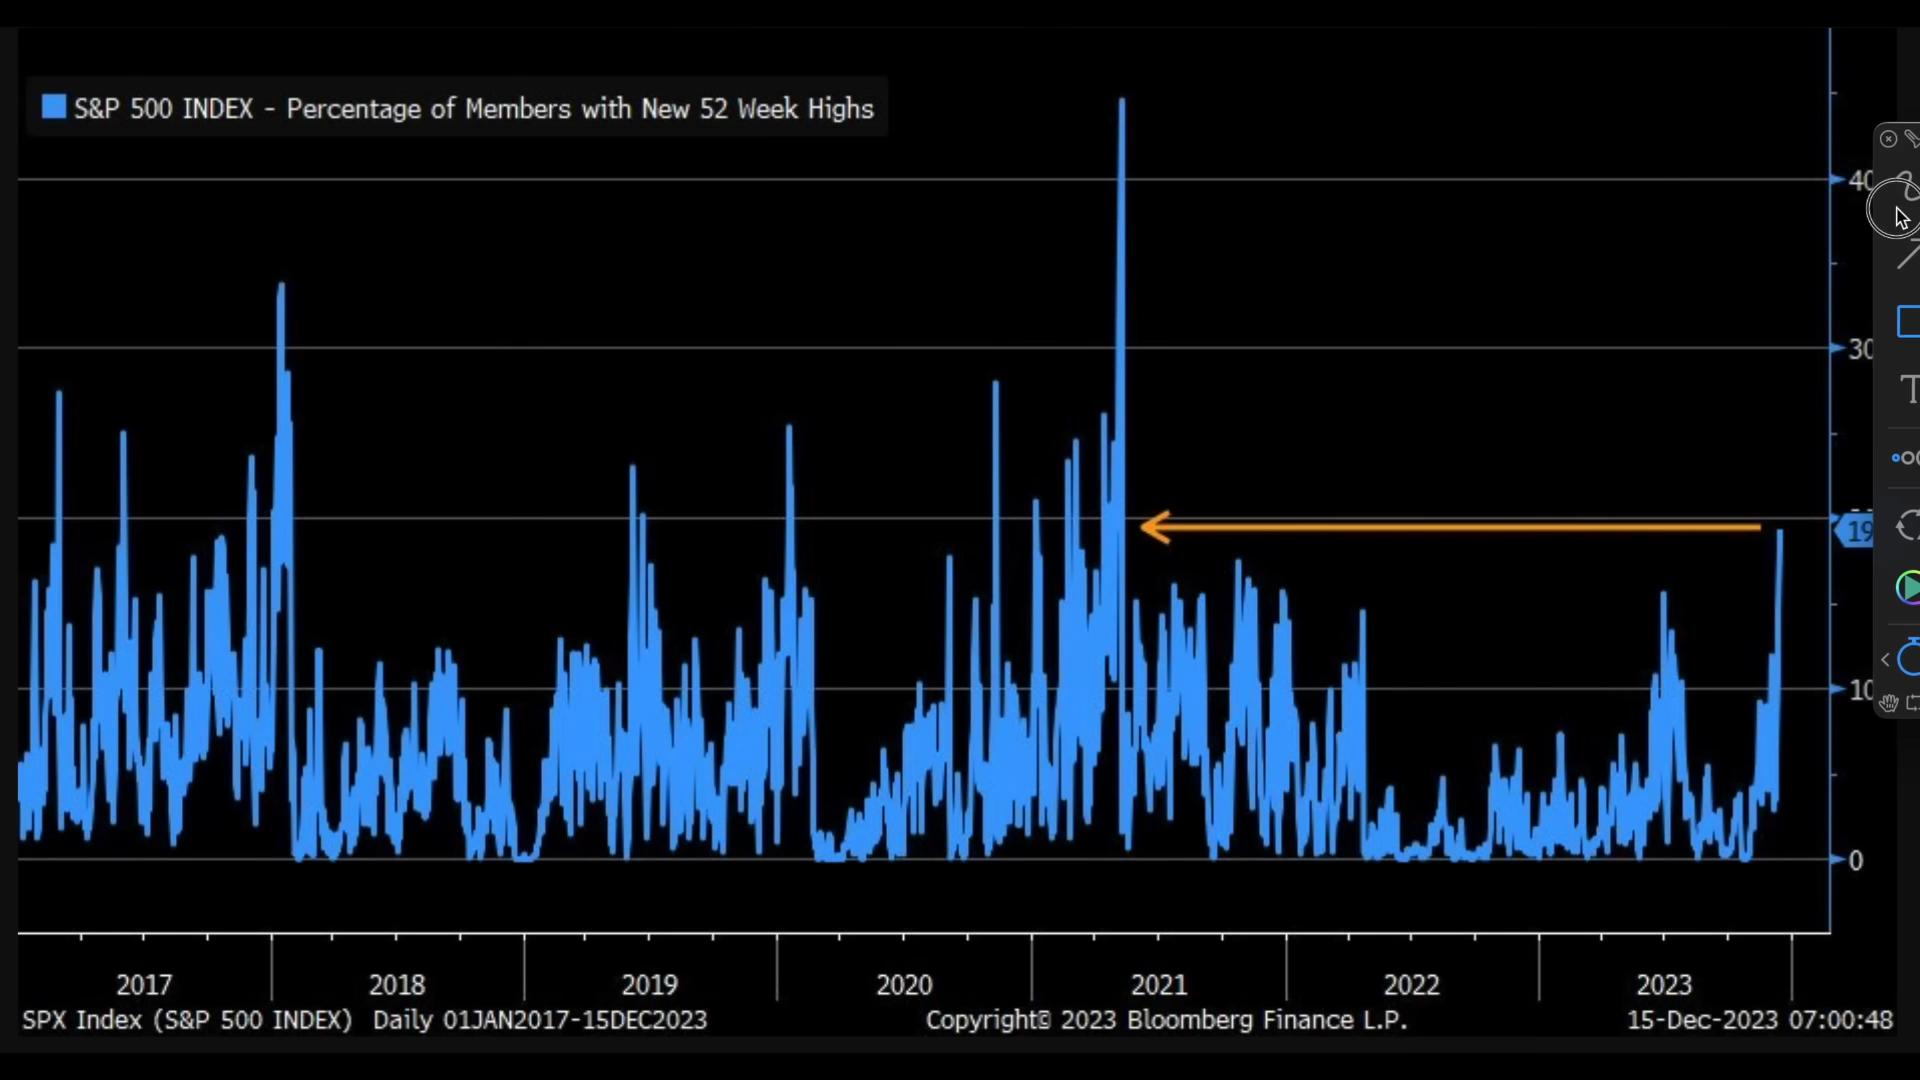 S&P 500 INDEX - Percentage of Members with New 52 Week Highs
40
30
19
10
0
2017 2018 2019 2020 2021 2022 2023
SPX Index (S&P 500 INDEX) Daily 01JAN2017-15DEC2023 Copyright© 2023 Bloomberg Finance L.P. 15-Dec-2023 07:00:48